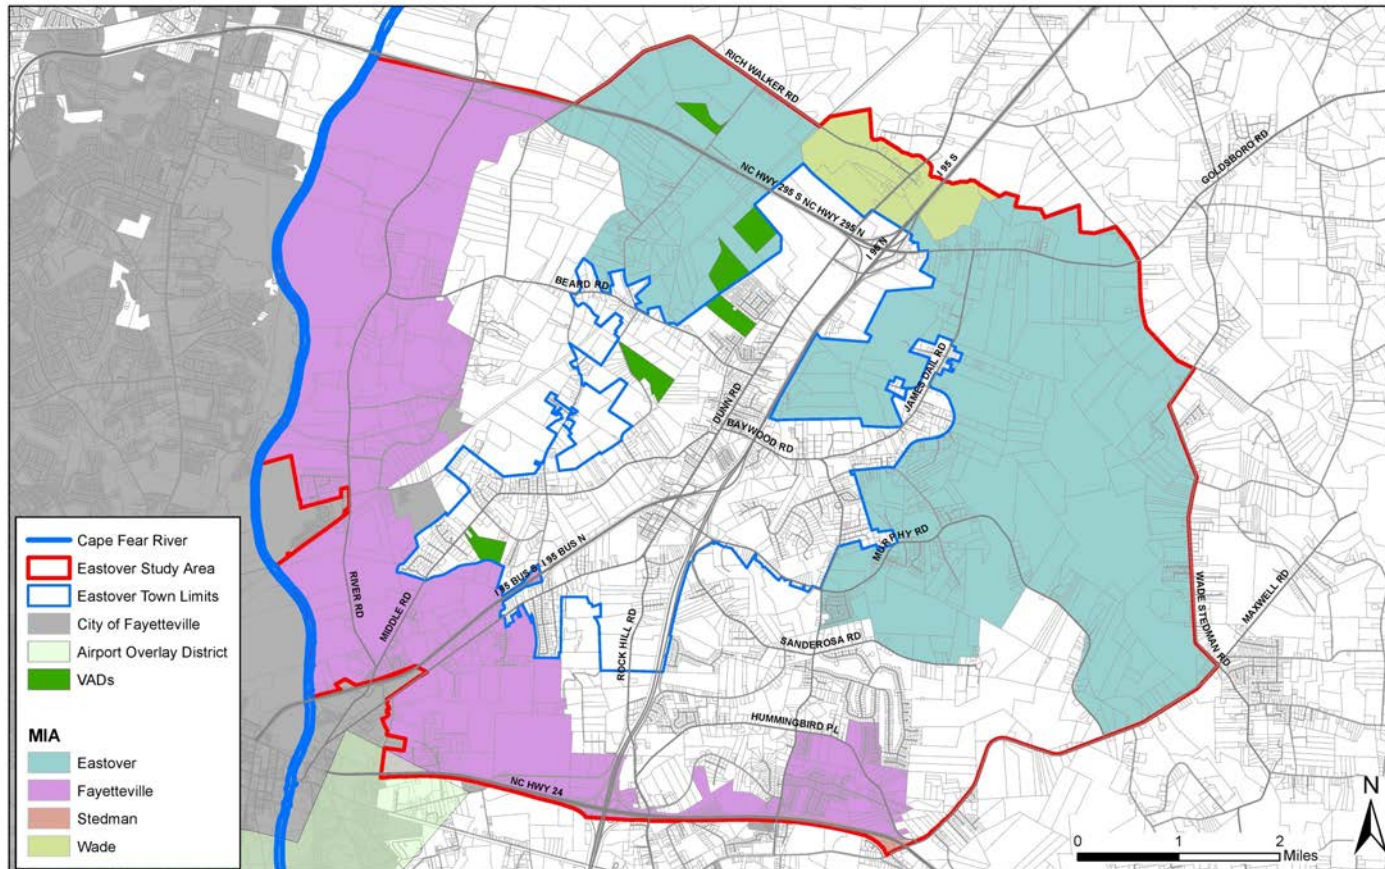 RICH WALKER RD
I 95 S
GOLDSBORO RD
NC HWY 295 S NC HWY 295 N
I 95 N
BEARD RD
JAMES DAIL RD
DUNN RD
BAYWOOD RD
MURPHY RD
I 95 BUS S I 95 BUS N
RIVER RD
MIDDLE RD
ROCK HILL RD
SANDEROSA RD
WADE STEDMAN RD
MAXWELL RD
HUMMINGBIRD PL
NC HWY 24
Cape Fear River
Eastover Study Area
Eastover Town Limits
City of Fayetteville
Airport Overlay District
VADs
MIA
Eastover
Fayetteville
Stedman
Wade
N
0 1 2
Miles